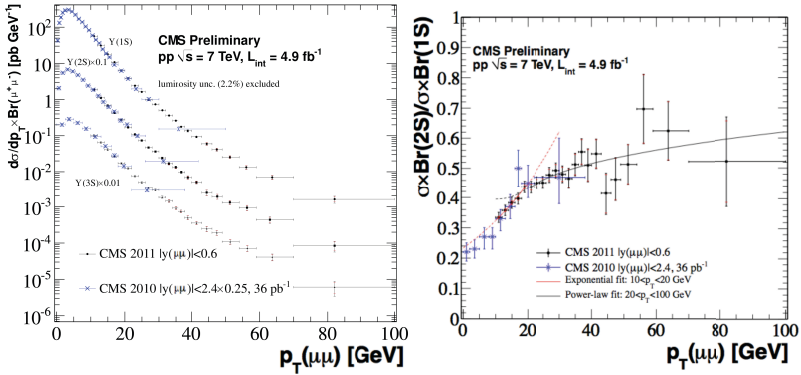 dσ/dp_T×Br(μ⁺μ⁻) [pb GeV⁻¹]
10²
10
1
10⁻¹
10⁻²
10⁻³
10⁻⁴
10⁻⁵
10⁻⁶
Υ(1S)
Υ(2S)×0.1
Υ(3S)×0.01
CMS Preliminary
pp √s = 7 TeV, L_int = 4.9 fb⁻¹
lumirosity unc. (2.2%) excluded
CMS 2011 |y(μμ)|<0.6
CMS 2010 |y(μμ)|<2.4×0.25, 36 pb⁻¹
0 20 40 60 80 100
p_T(μμ) [GeV]
σ×Br(2S)/σ×Br(1S)
1
0.9
0.8
0.7
0.6
0.5
0.4
0.3
0.2
0.1
0
CMS Preliminary
pp √s = 7 TeV, L_int = 4.9 fb⁻¹
CMS 2011 |y(μμ)|<0.6
CMS 2010 |y(μμ)|<2.4, 36 pb⁻¹
Exponential fit: 10<p_T<20 GeV
Power-law fit: 20<p_T<100 GeV
0 20 40 60 80 100
p_T(μμ) [GeV]